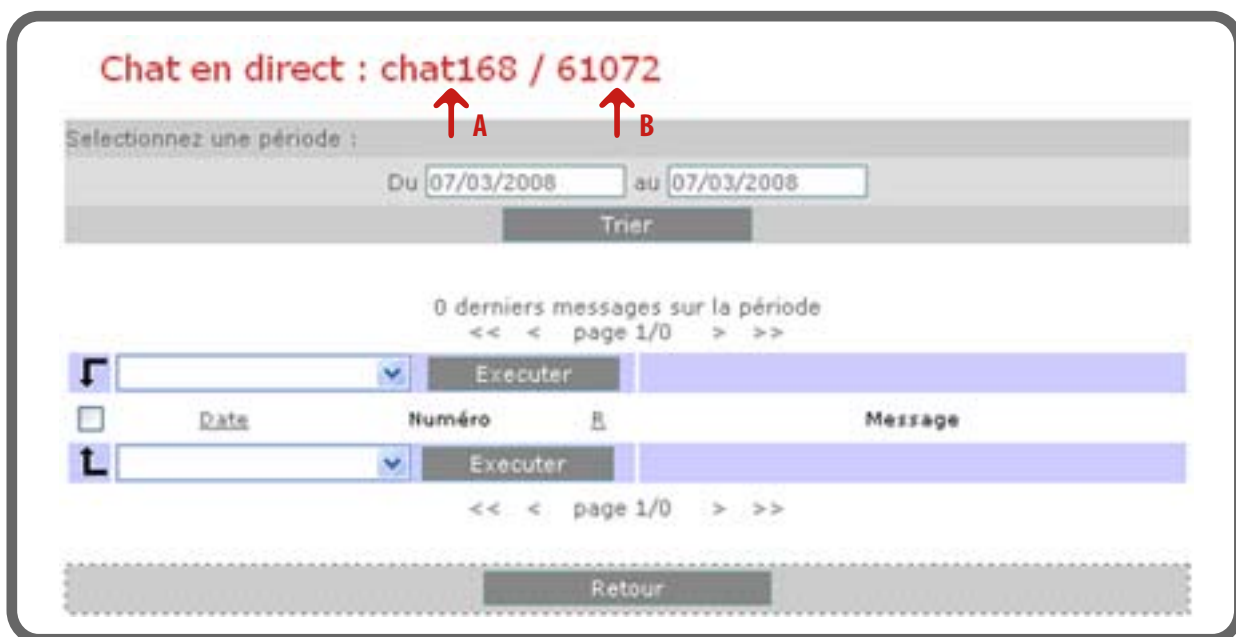 Chat en direct : chat168 / 61072
A B
Selectionnez une période :
Du 07/03/2008 au 07/03/2008
Trier
0 derniers messages sur la période
<< < page 1/0 > >>
Executer
Date Numéro R Message
Executer
<< < page 1/0 > >>
Retour